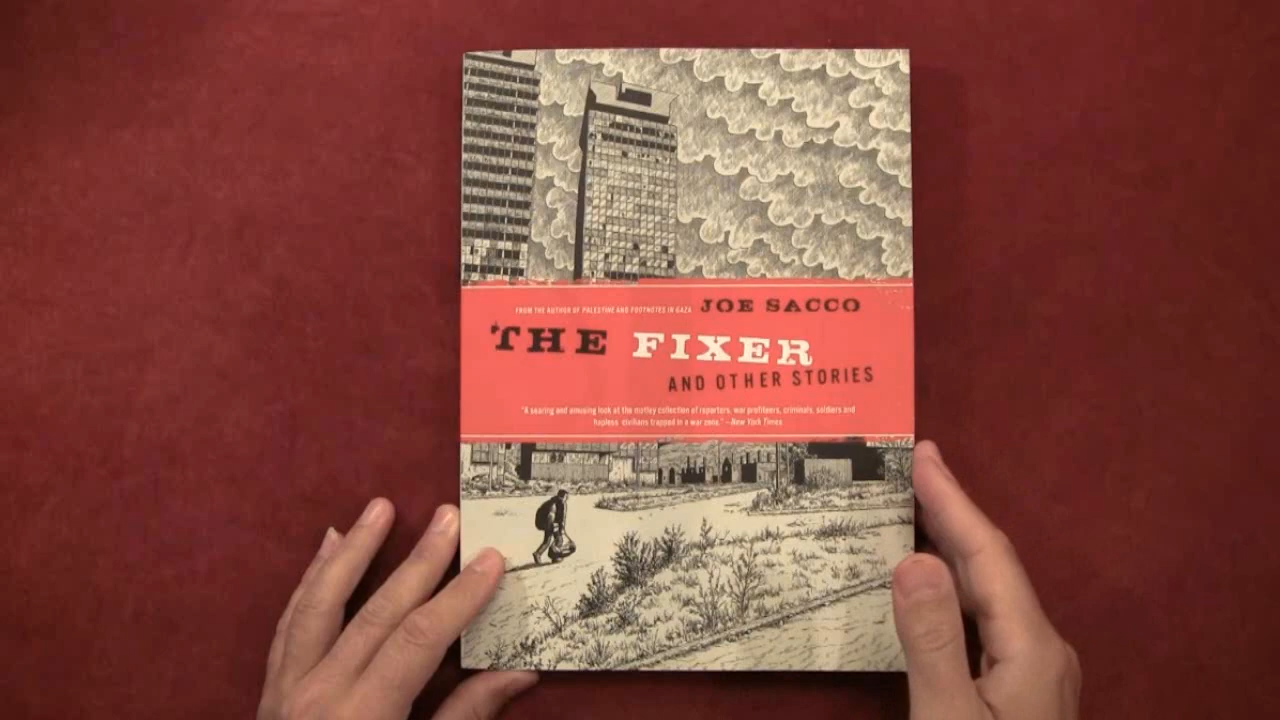 FROM THE AUTHOR OF PALESTINE AND FOOTNOTES IN GAZA JOE SACCO
THE FIXER
AND OTHER STORIES
"A searing and amusing look at the motley collection of reporters, war profiteers, criminals, soldiers and
hapless civilians trapped in a war zone." —New York Times